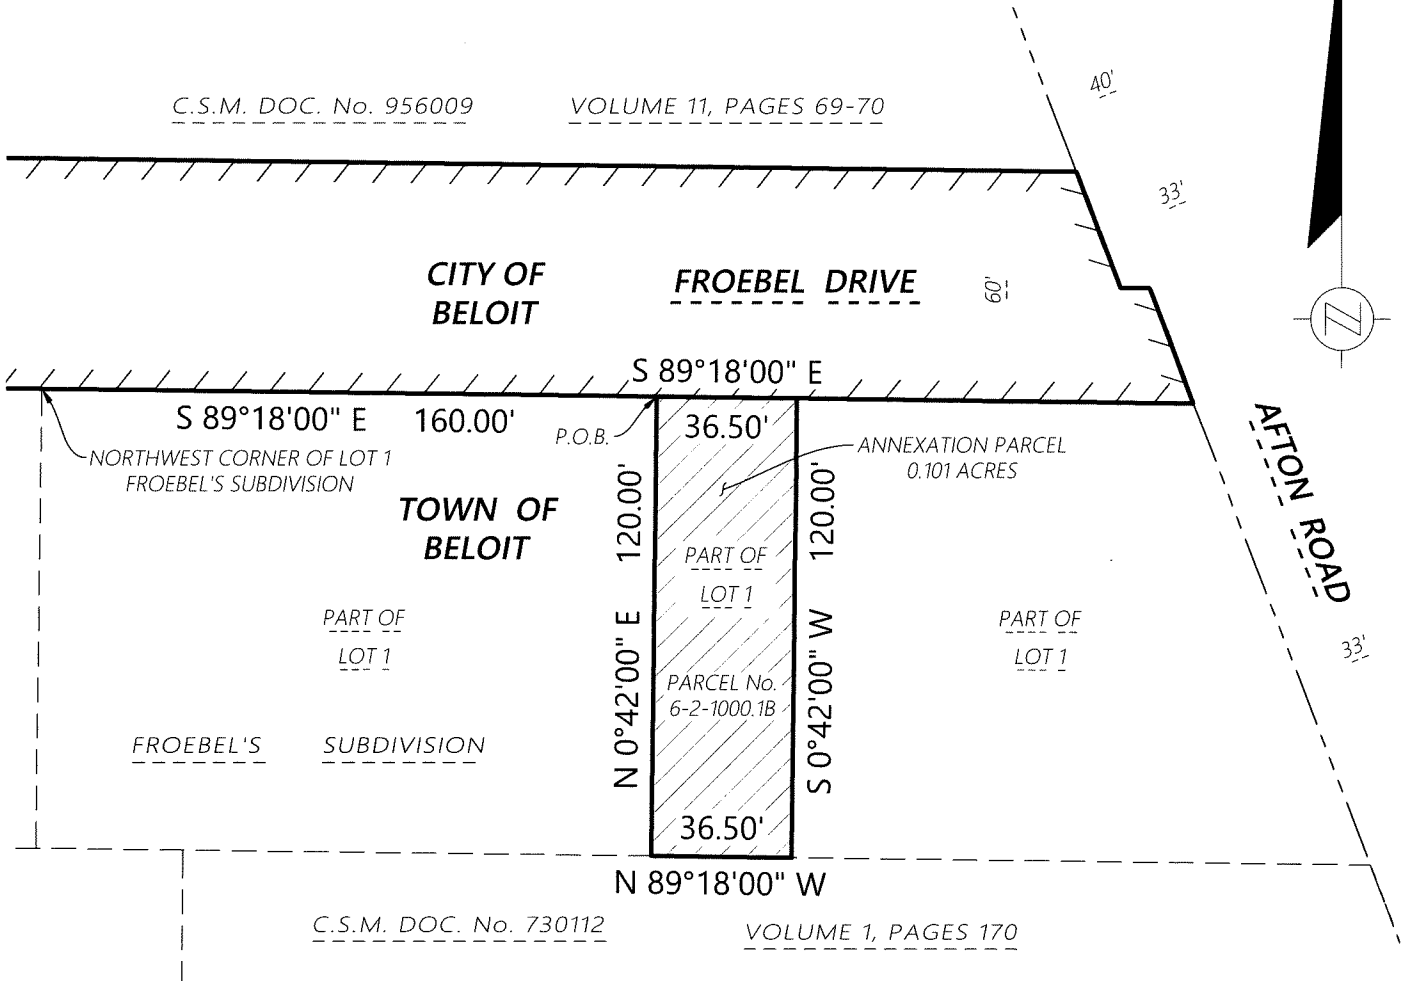 40'
C.S.M. DOC. No. 956009 VOLUME 11, PAGES 69-70
33'
CITY OF
BELOIT
FROEBEL DRIVE
60'
S 89°18'00" E
S 89°18'00" E 160.00'
P.O.B.
36.50'
NORTHWEST CORNER OF LOT 1
FROEBEL'S SUBDIVISION
ANNEXATION PARCEL
0.101 ACRES
AFTON ROAD
TOWN OF
BELOIT
N 0°42'00" E 120.00'
S 0°42'00" W 120.00'
PART OF
LOT 1
PART OF
LOT 1
PART OF
LOT 1
33'
PARCEL No.
6-2-1000.1B
FROEBEL'S SUBDIVISION
36.50'
N 89°18'00" W
C.S.M. DOC. No. 730112 VOLUME 1, PAGES 170